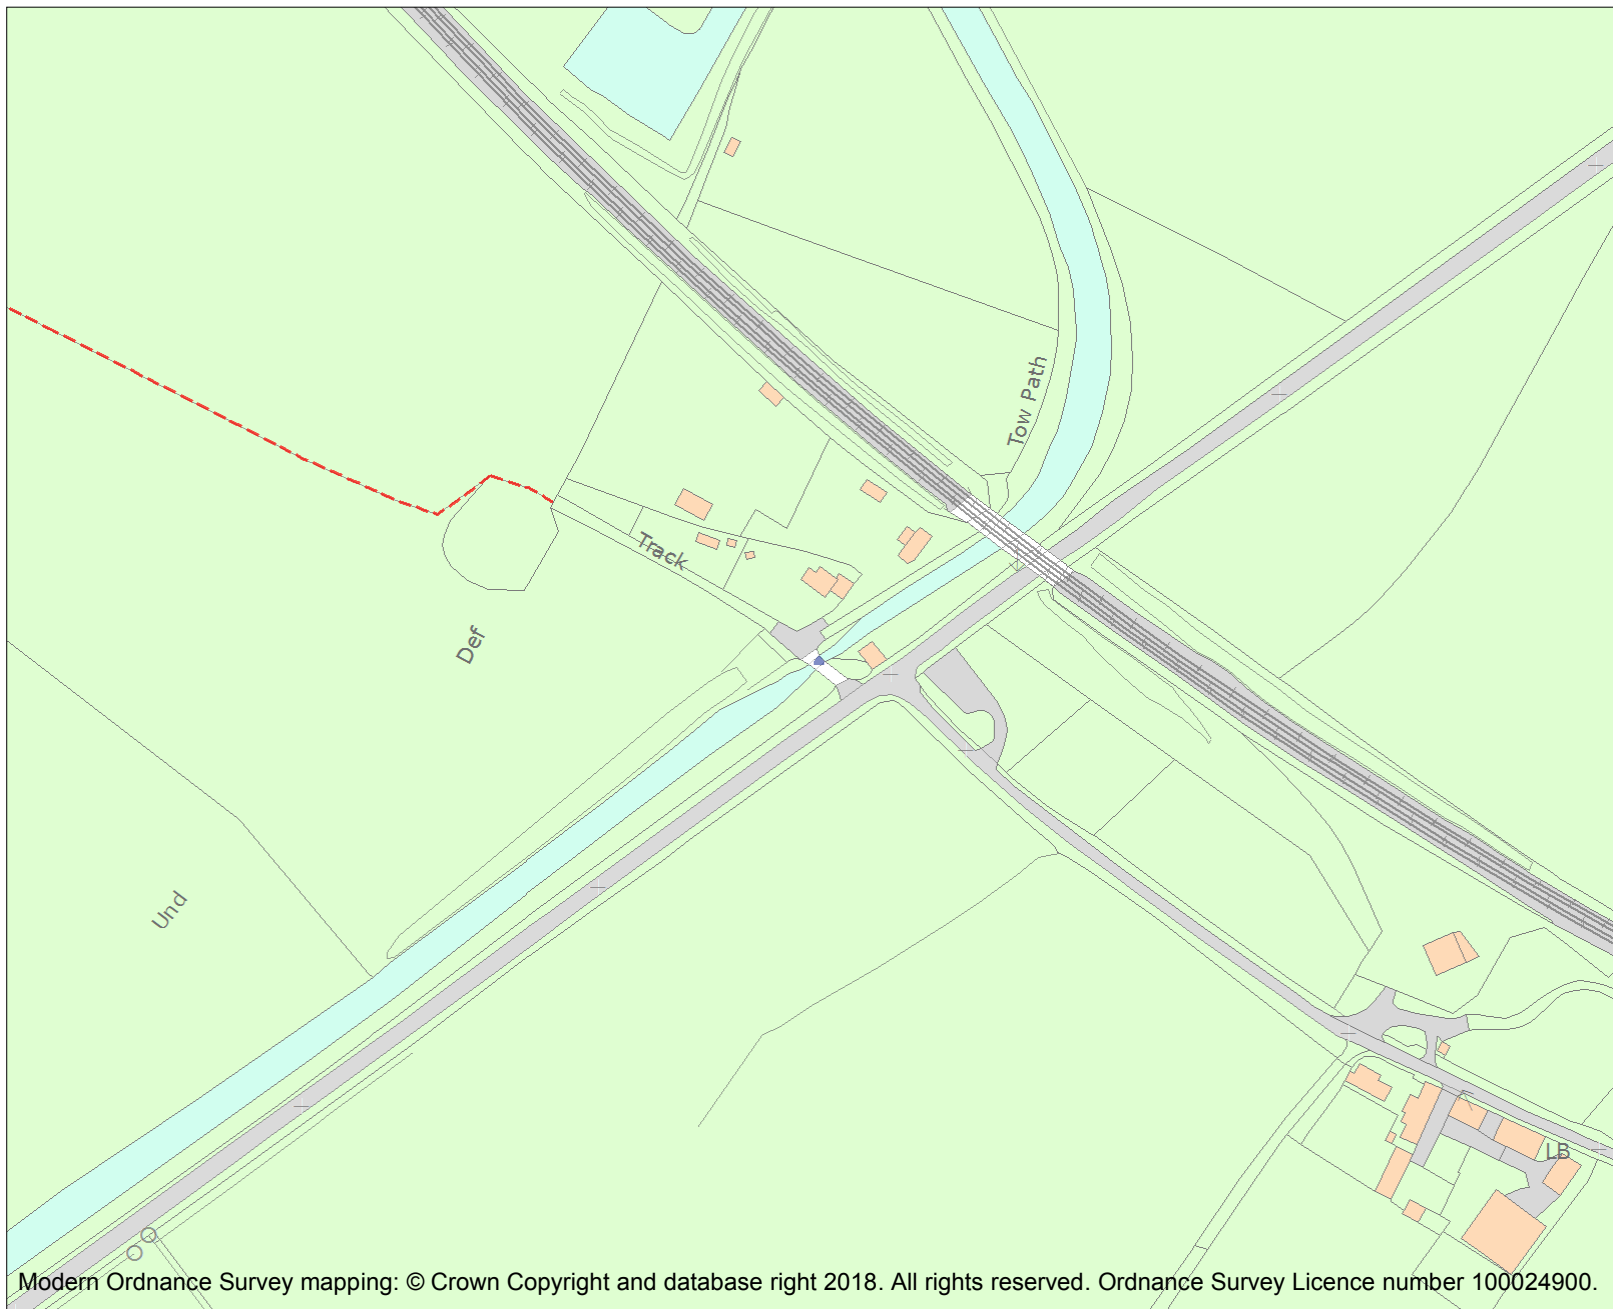 Tow Path
Track
Def
Und
LB
Modern Ordnance Survey mapping: © Crown Copyright and database right 2018. All rights reserved. Ordnance Survey Licence number 100024900.